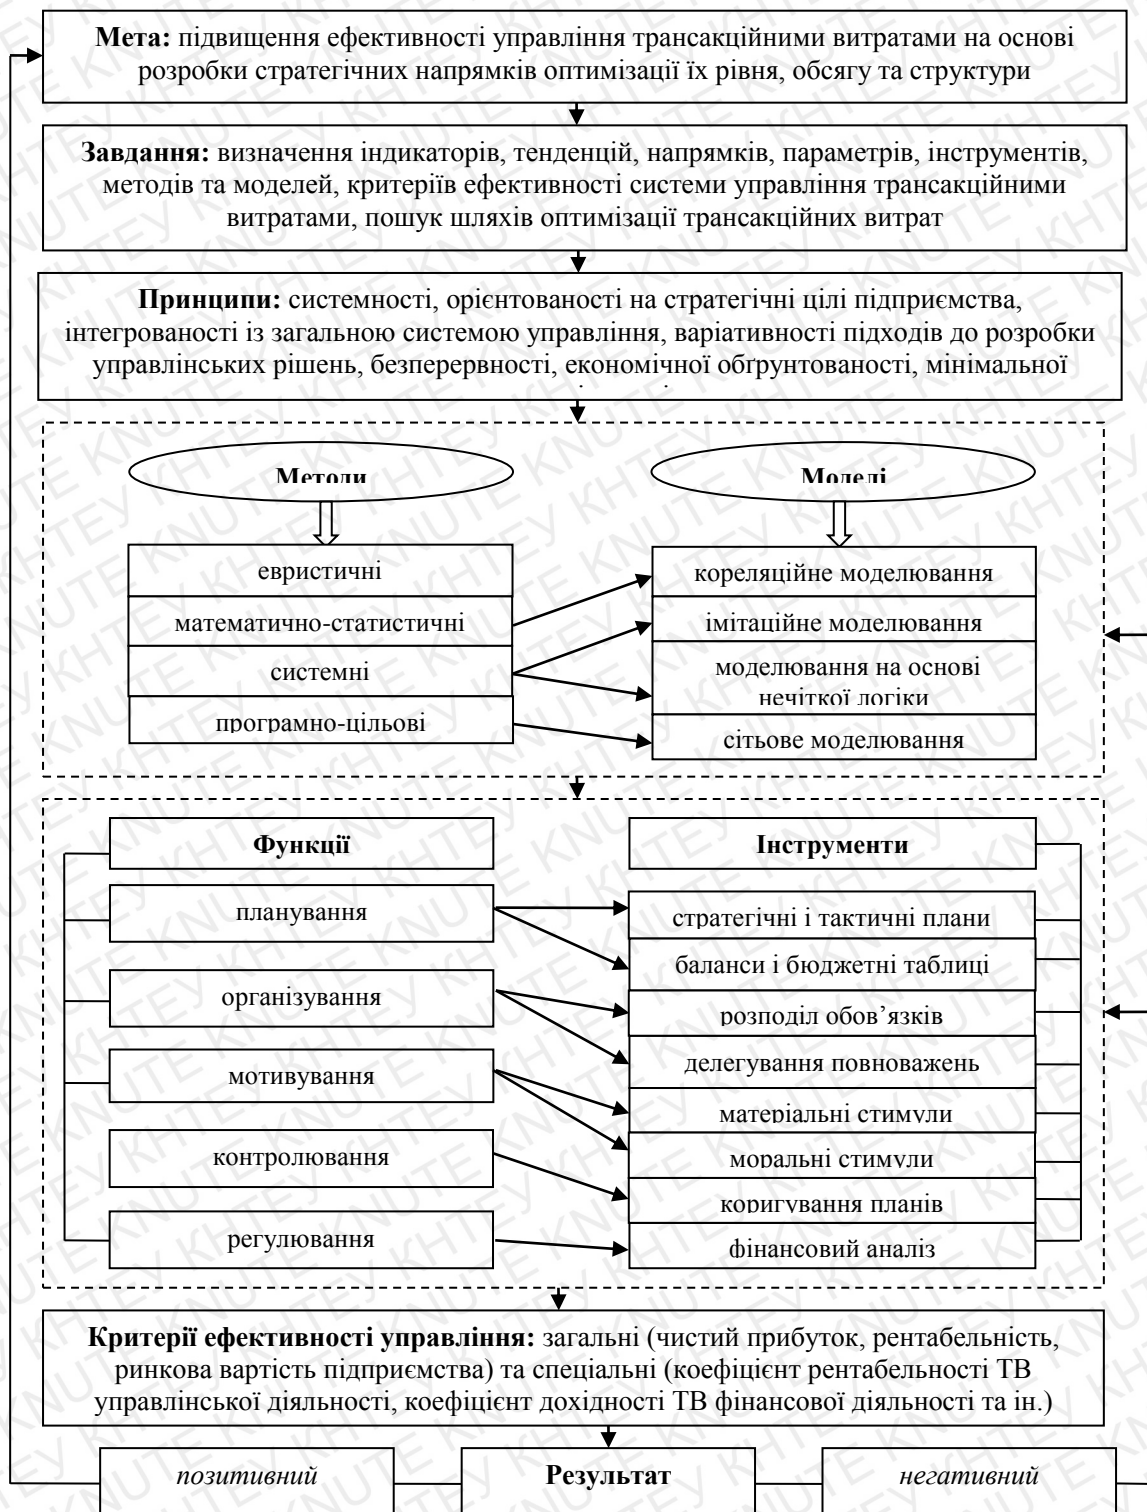 Мета: підвищення ефективності управління трансакційними витратами на основі
розробки стратегічних напрямків оптимізації їх рівня, обсягу та структури
Завдання: визначення індикаторів, тенденцій, напрямків, параметрів, інструментів,
методів та моделей, критеріїв ефективності системи управління трансакційними
витратами, пошук шляхів оптимізації трансакційних витрат
Принципи: системності, орієнтованості на стратегічні цілі підприємства,
інтегрованості із загальною системою управління, варіативності підходів до розробки
управлінських рішень, безперервності, економічної обґрунтованості, мінімальної
Методи
Моделі
евристичні
математично-статистичні
системні
програмно-цільові
кореляційне моделювання
імітаційне моделювання
моделювання на основі
нечіткої логіки
сітьове моделювання
Функції
планування
організування
мотивування
контролювання
регулювання
Інструменти
стратегічні і тактичні плани
баланси і бюджетні таблиці
розподіл обов’язків
делегування повноважень
матеріальні стимули
моральні стимули
коригування планів
фінансовий аналіз
Критерії ефективності управління: загальні (чистий прибуток, рентабельність,
ринкова вартість підприємства) та спеціальні (коефіцієнт рентабельності ТВ
управлінської діяльності, коефіцієнт дохідності ТВ фінансової діяльності та ін.)
позитивний
Результат
негативний